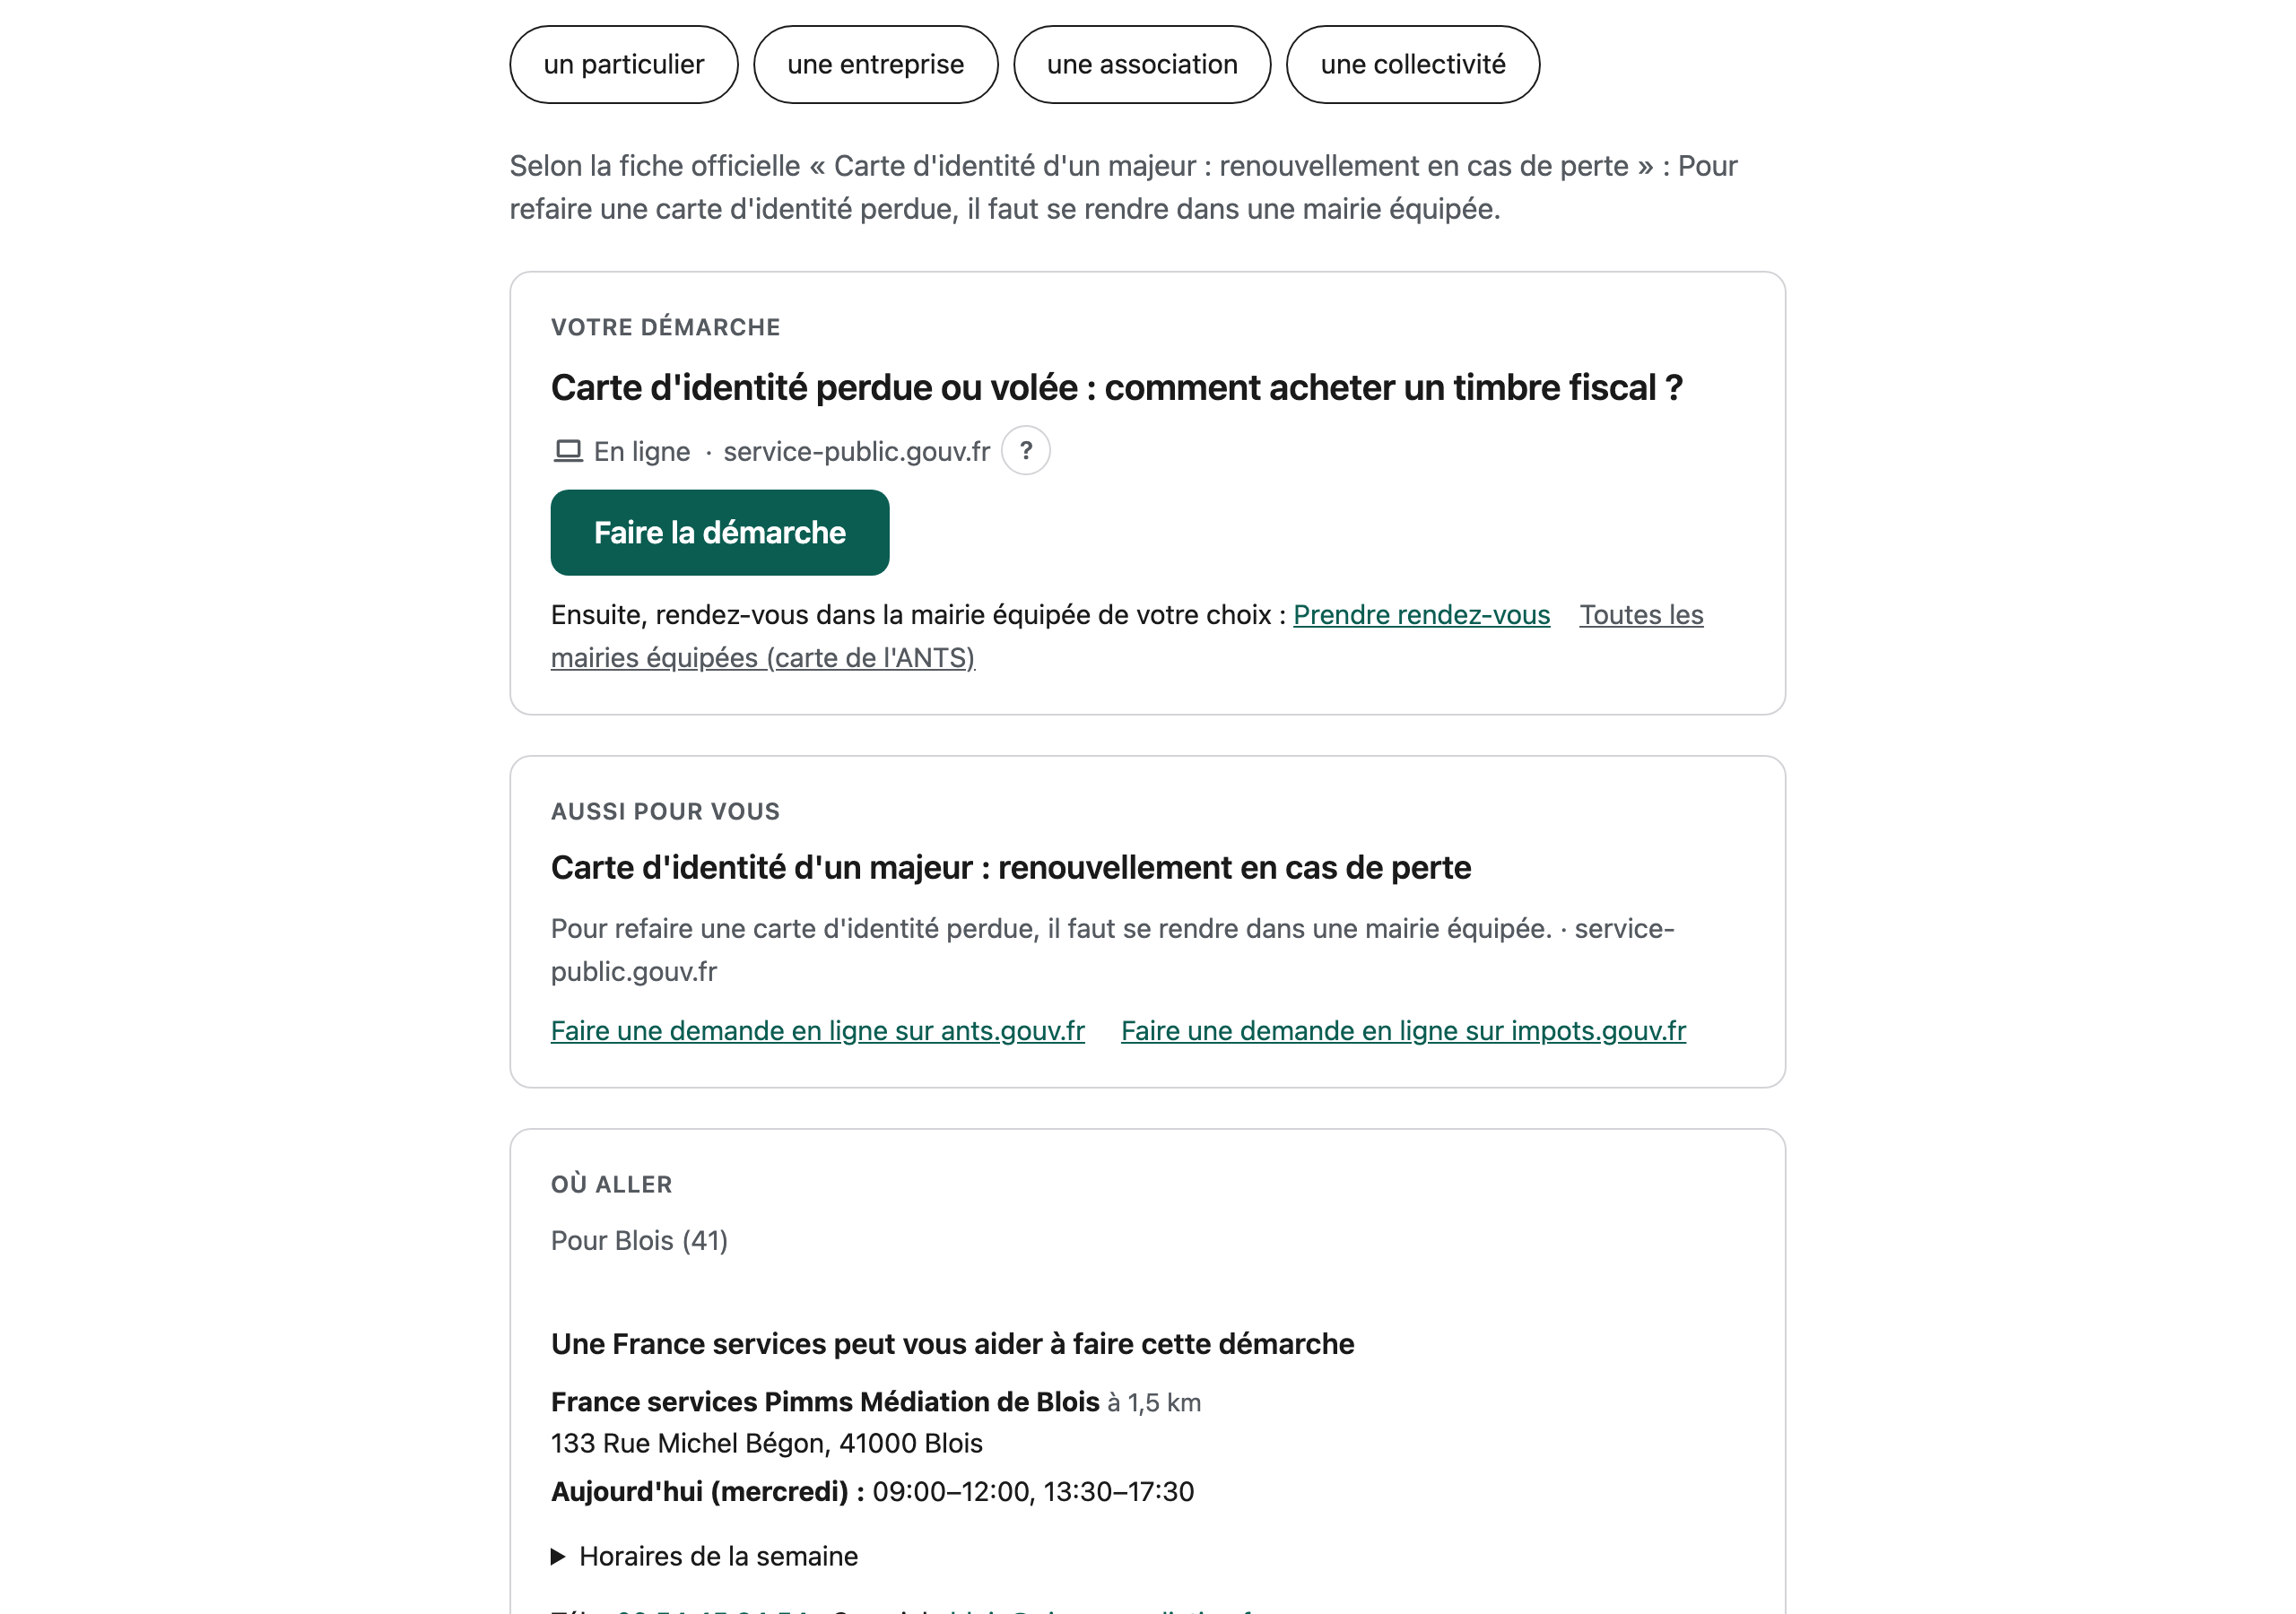 un particulier
une entreprise
une association
une collectivité
Selon la fiche officielle « Carte d'identité d'un majeur : renouvellement en cas de perte » : Pour
refaire une carte d'identité perdue, il faut se rendre dans une mairie équipée.
VOTRE DÉMARCHE
Carte d'identité perdue ou volée : comment acheter un timbre fiscal ?
En ligne · service-public.gouv.fr ?
Faire la démarche
Ensuite, rendez-vous dans la mairie équipée de votre choix : Prendre rendez-vous Toutes les
mairies équipées (carte de l'ANTS)
AUSSI POUR VOUS
Carte d'identité d'un majeur : renouvellement en cas de perte
Pour refaire une carte d'identité perdue, il faut se rendre dans une mairie équipée. · service-
public.gouv.fr
Faire une demande en ligne sur ants.gouv.fr Faire une demande en ligne sur impots.gouv.fr
OÙ ALLER
Pour Blois (41)
Une France services peut vous aider à faire cette démarche
France services Pimms Médiation de Blois à 1,5 km
133 Rue Michel Bégon, 41000 Blois
Aujourd'hui (mercredi) : 09:00–12:00, 13:30–17:30
Horaires de la semaine